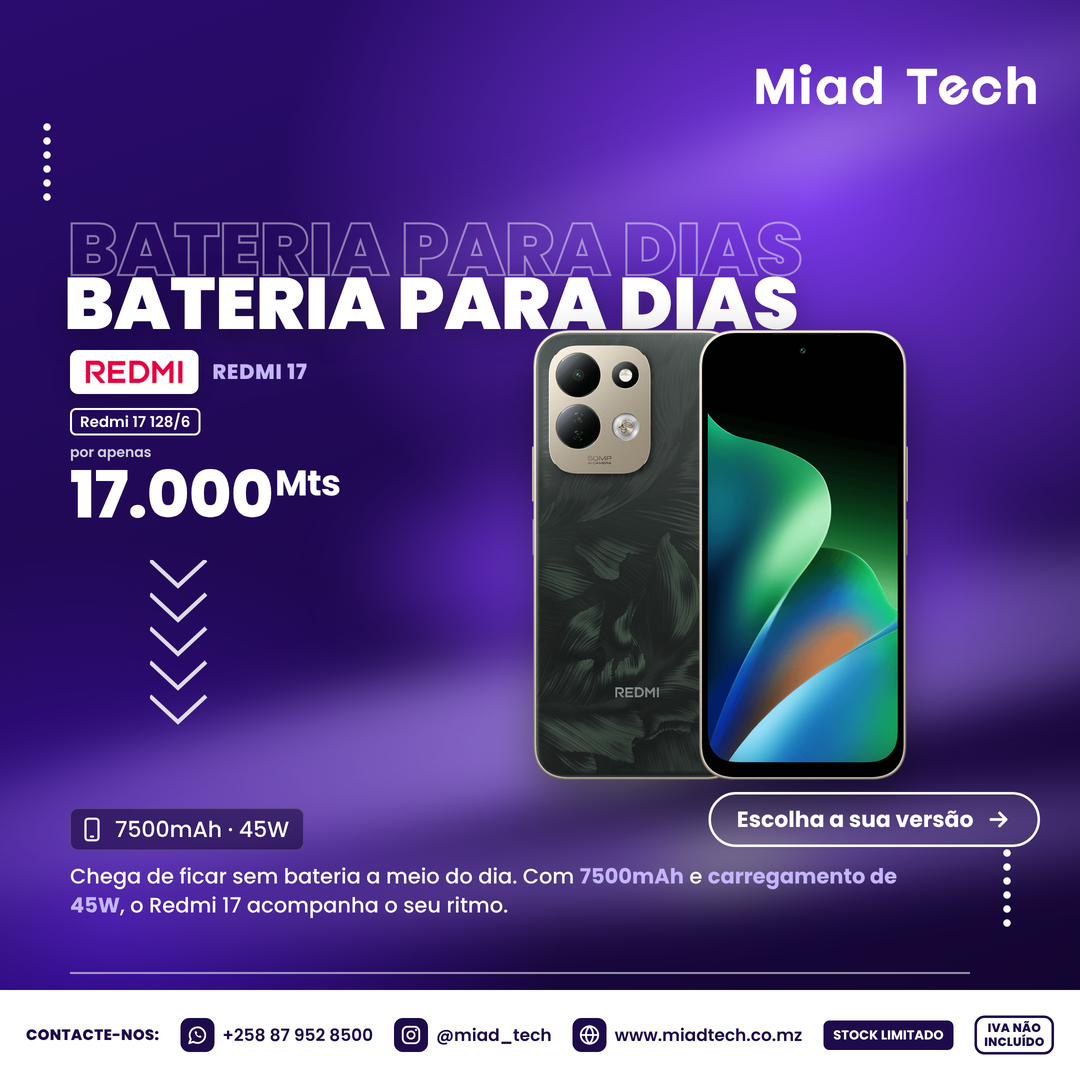 Miad Tech
BATERIA PARA DIAS
BATERIA PARA DIAS
REDMI REDMI 17
Redmi 17 128/6
por apenas
17.000Mts
50MP
AI CAMERA
REDMI
Escolha a sua versão →
7500mAh · 45W
Chega de ficar sem bateria a meio do dia. Com 7500mAh e carregamento de
45W, o Redmi 17 acompanha o seu ritmo.
CONTACTE-NOS: +258 87 952 8500 @miad_tech www.miadtech.co.mz STOCK LIMITADO IVA NÃO
INCLUÍDO